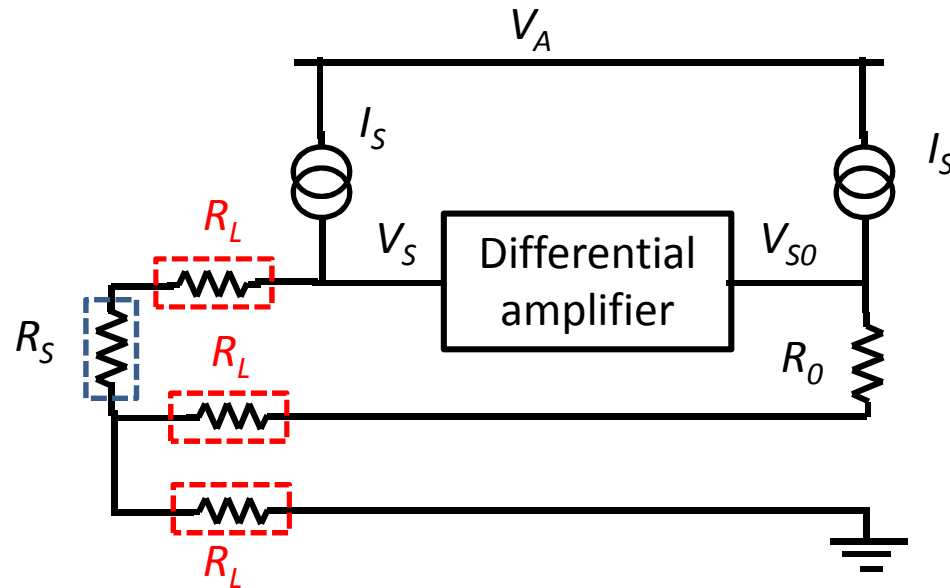 V_A
I_S
I_S
R_L
V_S
Differential
amplifier
V_S0
R_S
R_L
R_0
R_L